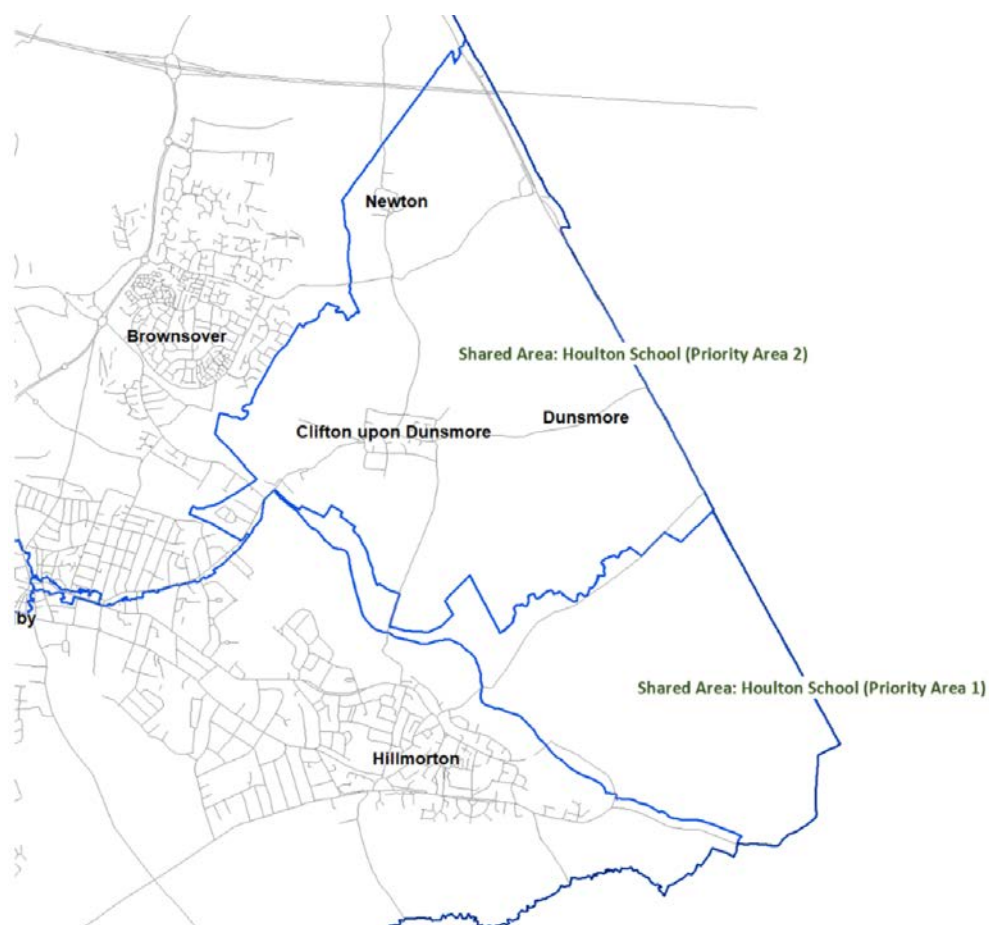 Newton
Brownsover
Shared Area: Houlton School (Priority Area 2)
Dunsmore
Clifton upon Dunsmore
by
Shared Area: Houlton School (Priority Area 1)
Hillmorton